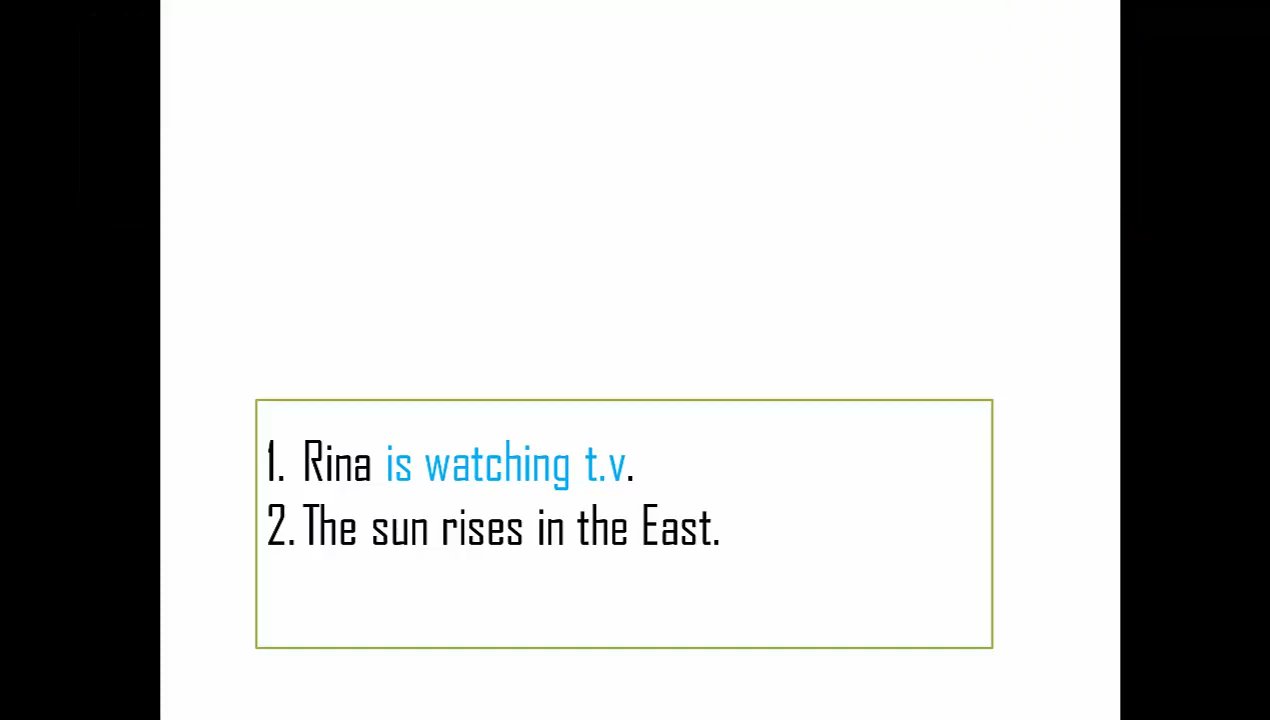 1. Rina is watching t.v.
2. The sun rises in the East.